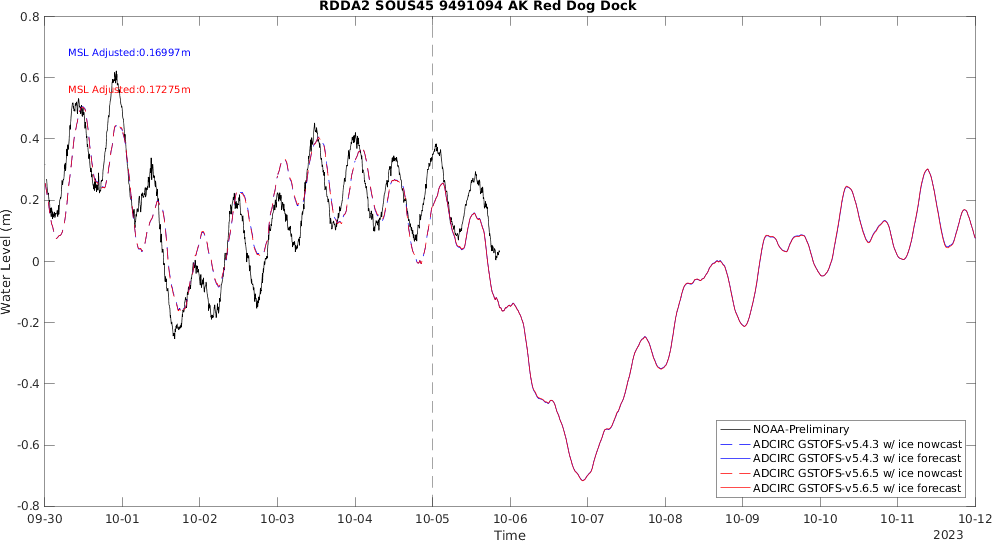 RDDA2 SOUS45 9491094 AK Red Dog Dock
MSL Adjusted:0.16997m
MSL Adjusted:0.17275m
Water Level (m)
0.8
0.6
0.4
0.2
0
-0.2
-0.4
-0.6
-0.8
NOAA-Preliminary
ADCIRC GSTOFS-v5.4.3 w/ ice nowcast
ADCIRC GSTOFS-v5.4.3 w/ ice forecast
ADCIRC GSTOFS-v5.6.5 w/ ice nowcast
ADCIRC GSTOFS-v5.6.5 w/ ice forecast
09-30 10-01 10-02 10-03 10-04 10-05 10-06 10-07 10-08 10-09 10-10 10-11 10-12
Time
2023